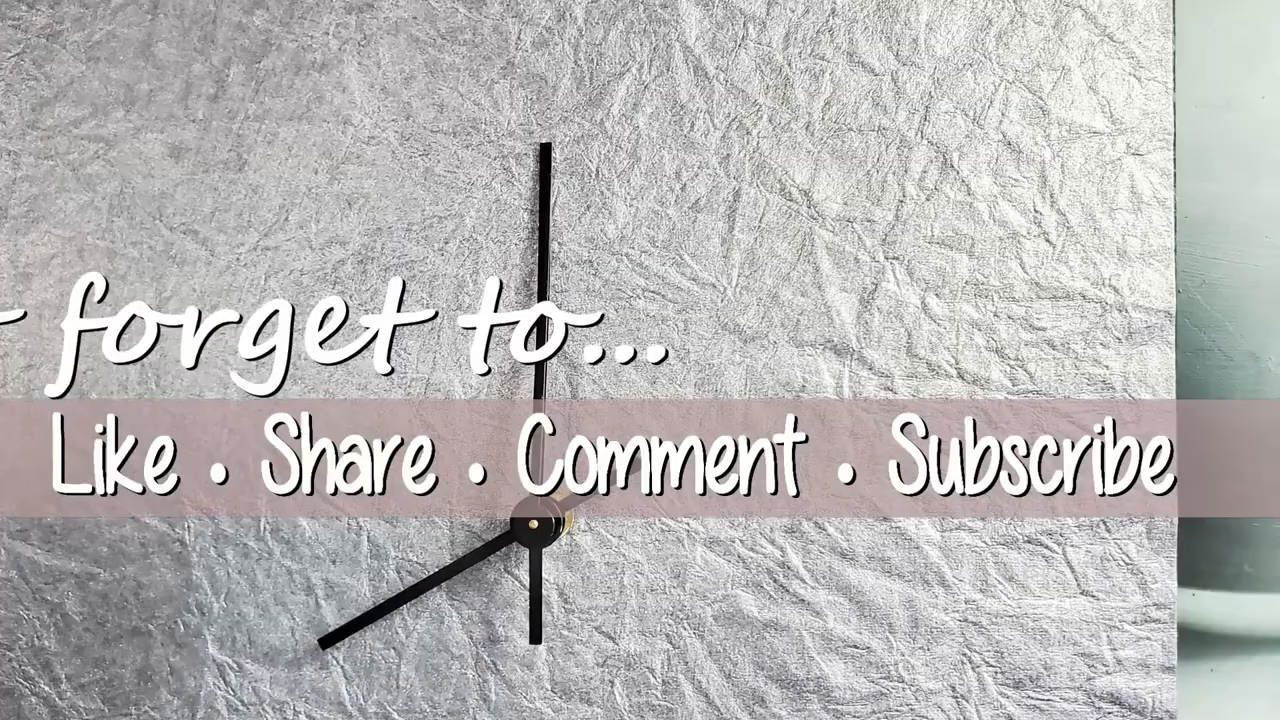 forget to...
Like • Share • Comment • Subscribe